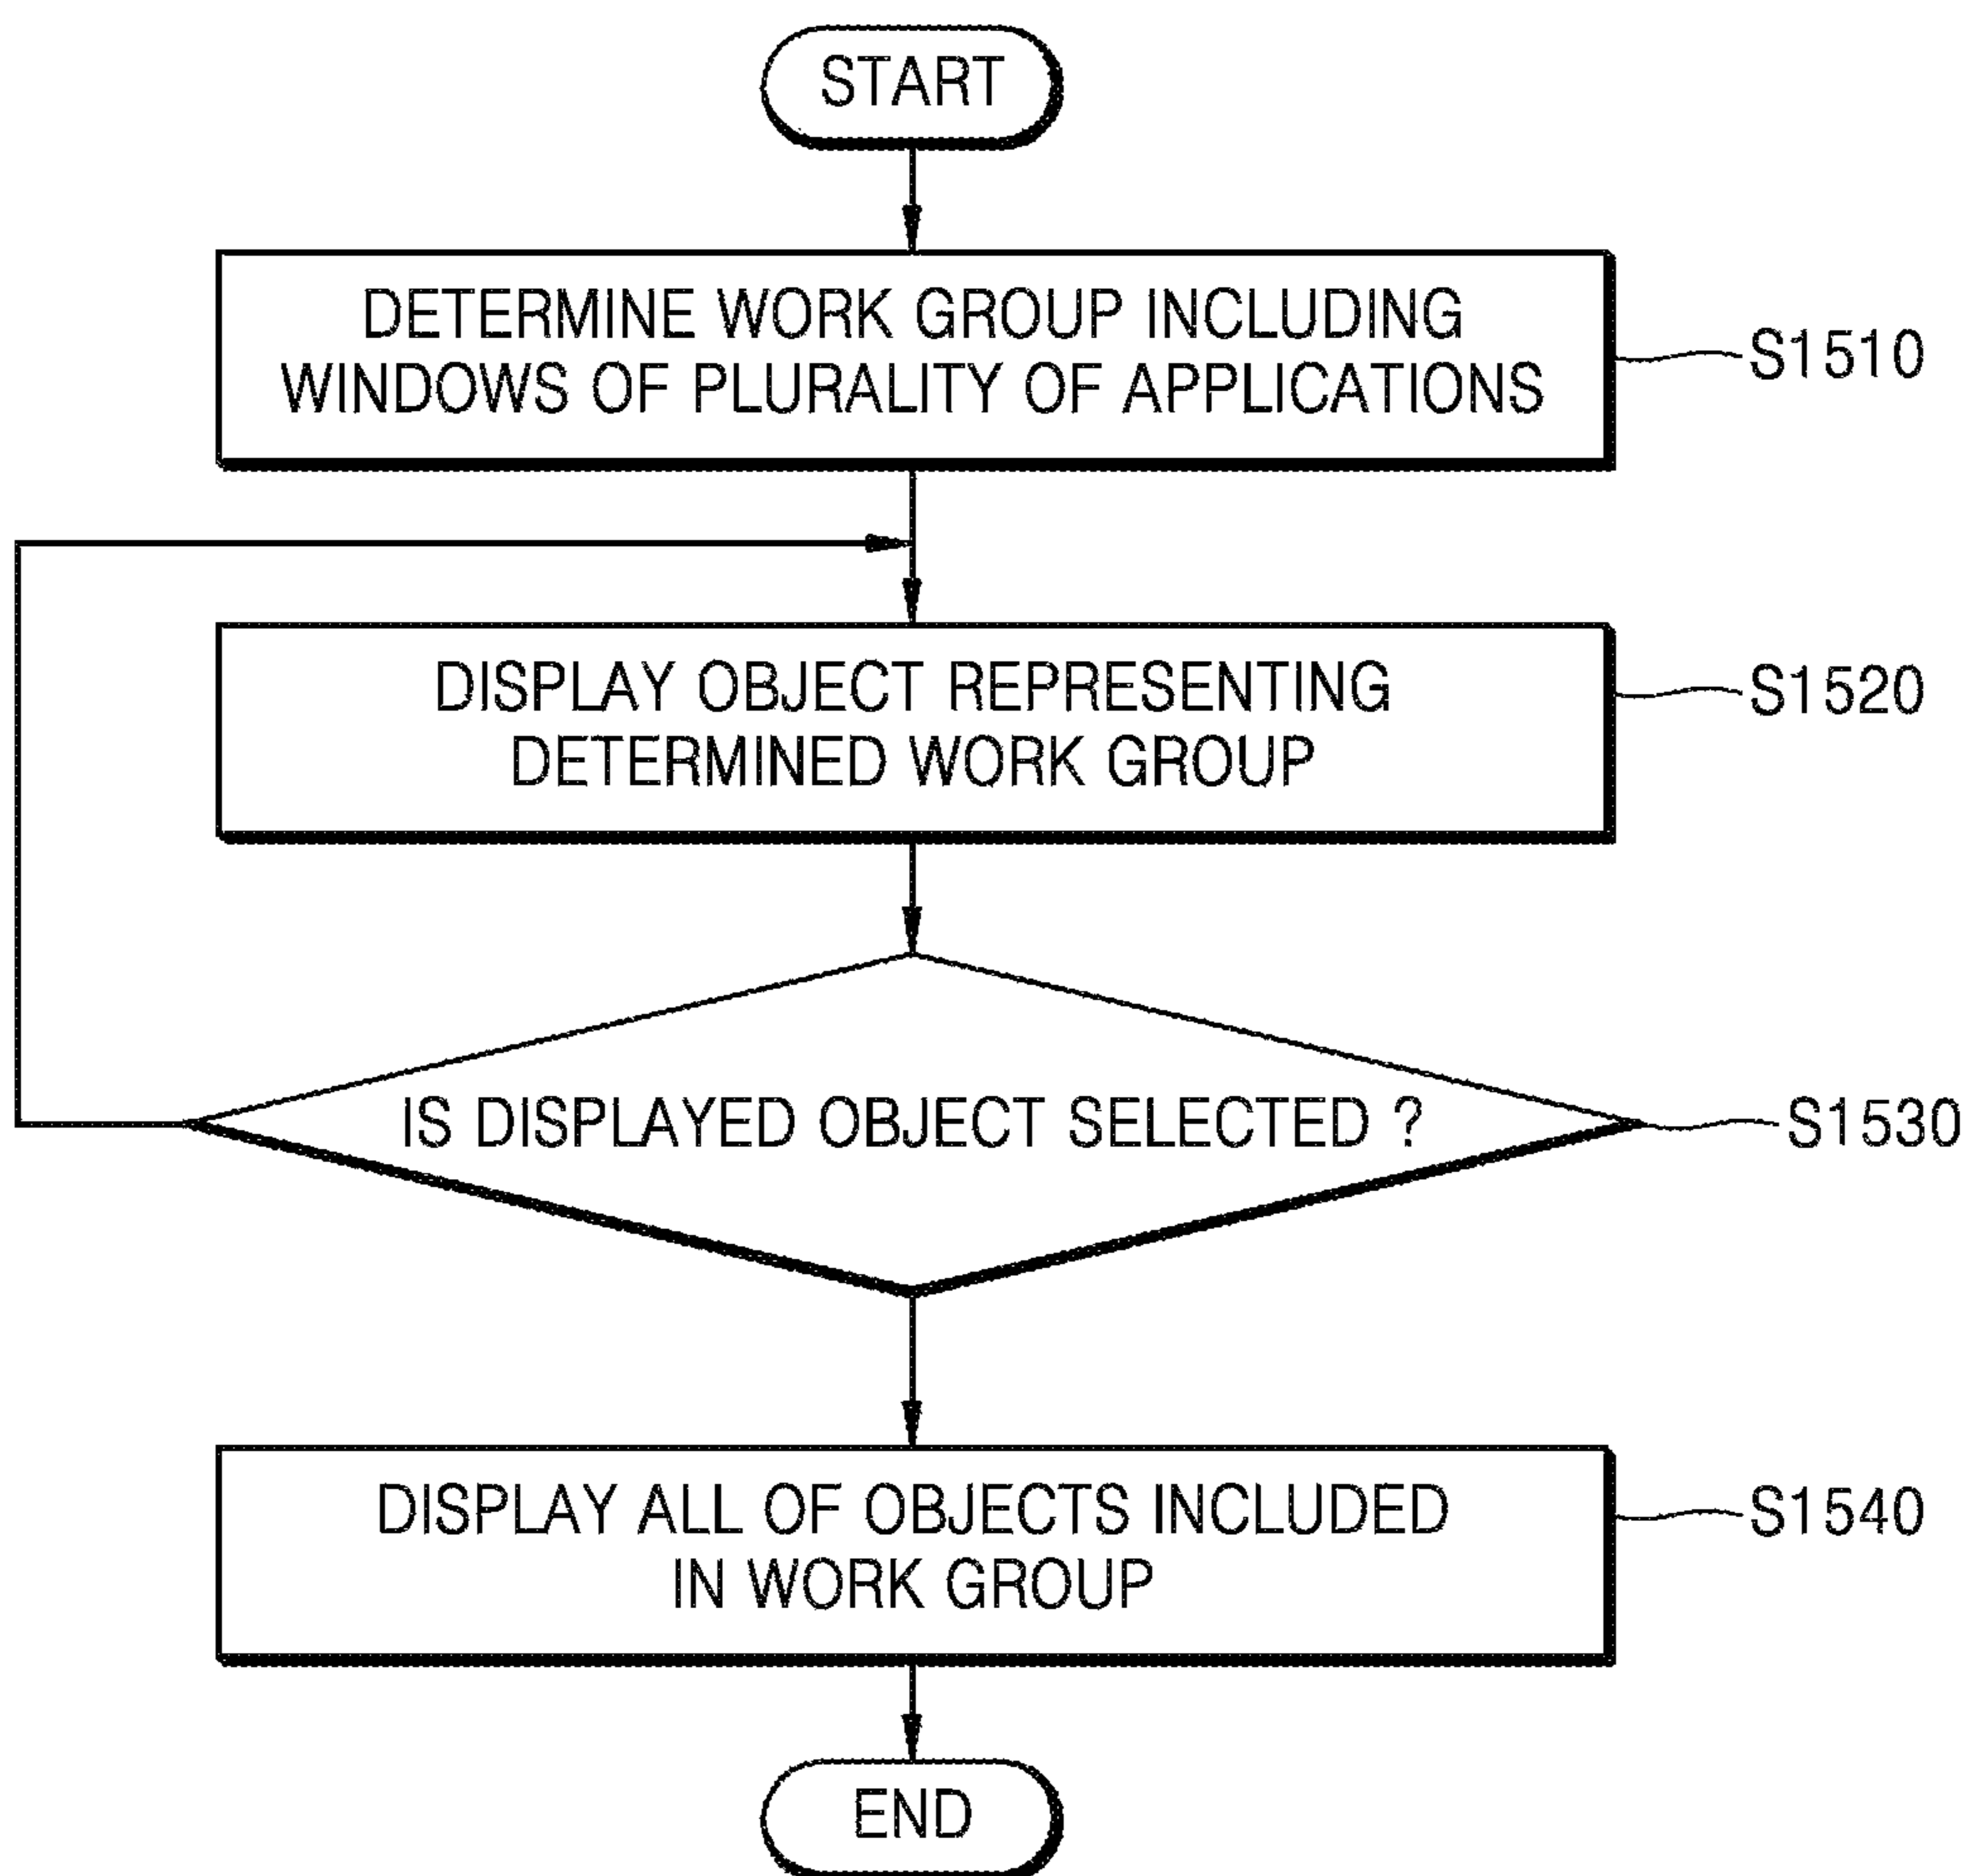 START
DETERMINE WORK GROUP INCLUDING
WINDOWS OF PLURALITY OF APPLICATIONS
S1510
DISPLAY OBJECT REPRESENTING
DETERMINED WORK GROUP
S1520
IS DISPLAYED OBJECT SELECTED ?
S1530
DISPLAY ALL OF OBJECTS INCLUDED
IN WORK GROUP
S1540
END